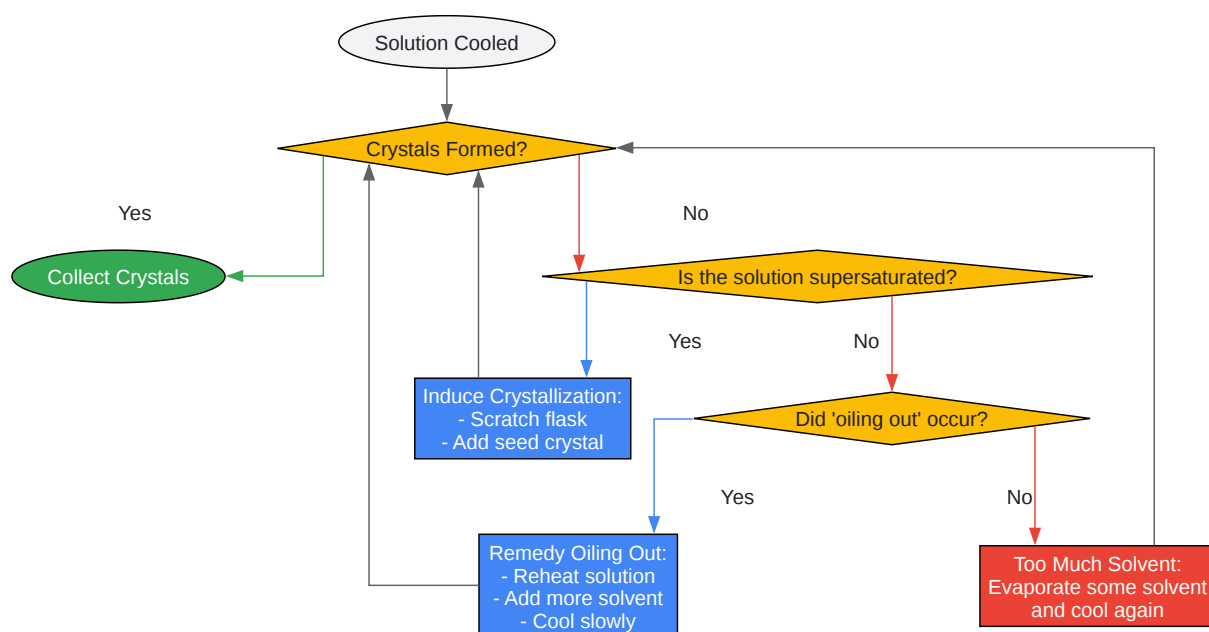 Solution Cooled
Crystals Formed?
Yes
No
Collect Crystals
Is the solution supersaturated?
Yes
No
Induce Crystallization:
- Scratch flask
- Add seed crystal
Did 'oiling out' occur?
Yes
No
Remedy Oiling Out:
- Reheat solution
- Add more solvent
- Cool slowly
Too Much Solvent:
Evaporate some solvent
and cool again